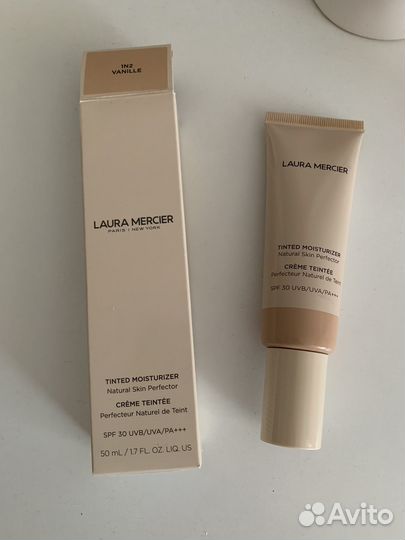 1N2
VANILLE
LAURA MERCIER
PARIS | NEW YORK
TINTED MOISTURIZER
Natural Skin Perfector
CRÈME TEINTÉE
Perfecteur Naturel de Teint
SPF 30 UVB/UVA/PA+++
50 mL / 1.7 FL. OZ. LIQ. US
LAURA MERCIER
TINTED MOISTURIZER
Natural Skin Perfector
CRÈME TEINTÉE
Perfecteur Naturel de Teint
SPF 30 UVB/UVA/PA+++
Avito